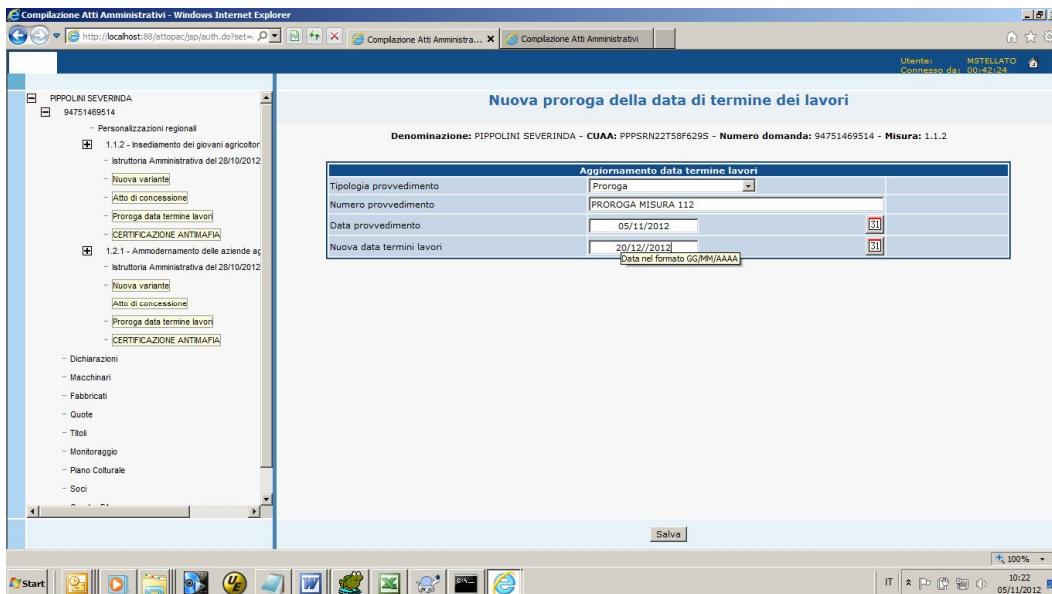 Compilazione Atti Amministrativi - Windows Internet Explorer
http://localhost:88/attopac/jsp/auth.do?set=
Compilazione Atti Amministra...
Compilazione Atti Amministrativi
Utente: MSTELLATO
Connesso da: 00:42:24
PIPPOLINI SEVERINDA
94751469514
Personalizzazioni regionali
1.1.2 - Insediamento dei giovani agricoltor
Istruttoria Amministrativa del 28/10/2012
Nuova variante
Atto di concessione
Proroga data termine lavori
CERTIFICAZIONE ANTIMAFIA
1.2.1 - Ammodernamento delle aziende ag
Istruttoria Amministrativa del 28/10/2012
Nuova variante
Atto di concessione
Proroga data termine lavori
CERTIFICAZIONE ANTIMAFIA
Dichiarazioni
Macchinari
Fabbricati
Quote
Titoli
Monitoraggio
Piano Colturale
Soci
Nuova proroga della data di termine dei lavori
Denominazione: PIPPOLINI SEVERINDA - CUAA: PPPSRN22T58F629S - Numero domanda: 94751469514 - Misura: 1.1.2
Aggiornamento data termine lavori
Tipologia provvedimento Proroga
Numero provvedimento PROROGA MISURA 112
Data provvedimento 05/11/2012 31
Nuova data termini lavori 20/12//2012 31
Data nel formato GG/MM/AAAA
Salva
100%
Start
IT
10:22
05/11/2012